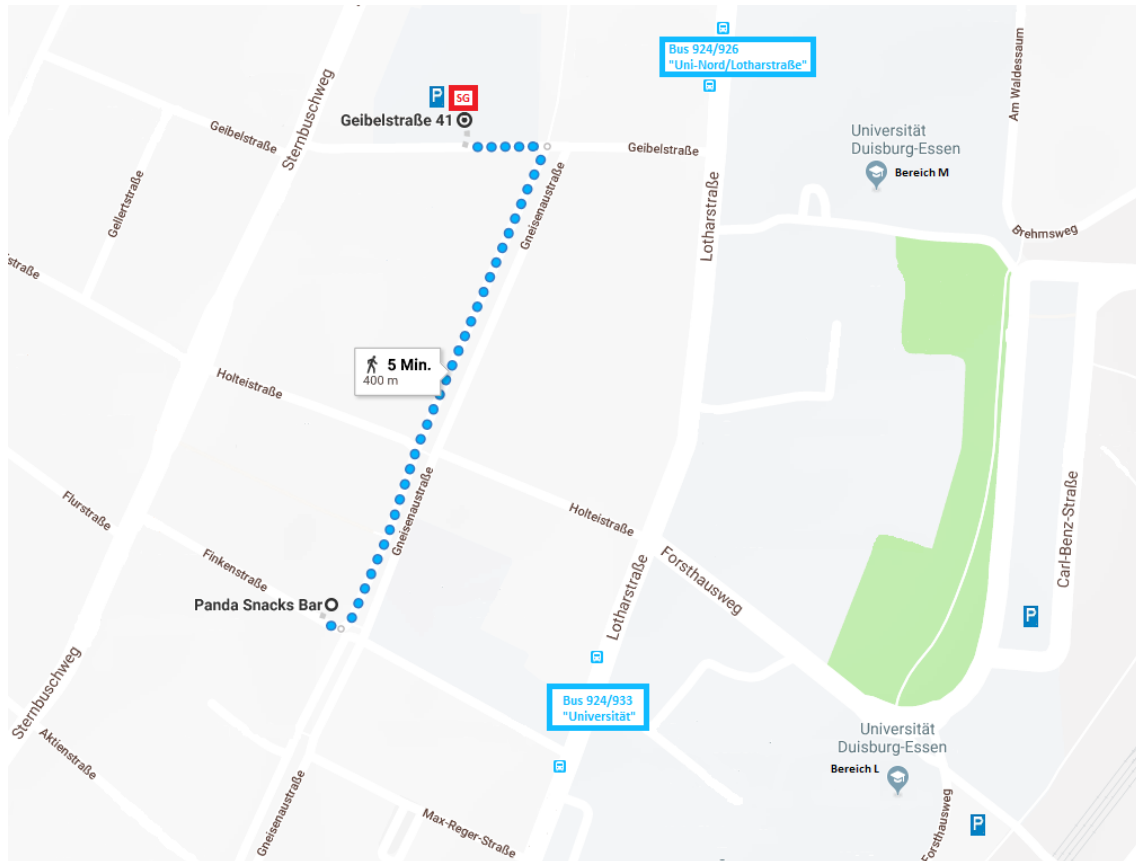 Bus 924/926
"Uni-Nord/Lotharstraße"
Am Waldessaum
P
SG
Geibelstraße 41
Geibelstraße
Sternbuschweg
Geibelstraße
Universität
Duisburg-Essen
Bereich M
Gellertstraße
Gneisenaustraße
Lotharstraße
Brehmsweg
straße
5 Min.
400 m
Holteistraße
Gneisenaustraße
Holteistraße
Flurstraße
Finkenstraße
Forsthausweg
Carl-Benz-Straße
Lotharstraße
Panda Snacks Bar
P
Sternbuschweg
Bus 924/933
"Universität"
Universität
Duisburg-Essen
Bereich L
Aktienstraße
Gneisenaustraße
Max-Reger-Straße
P
Forsthausweg